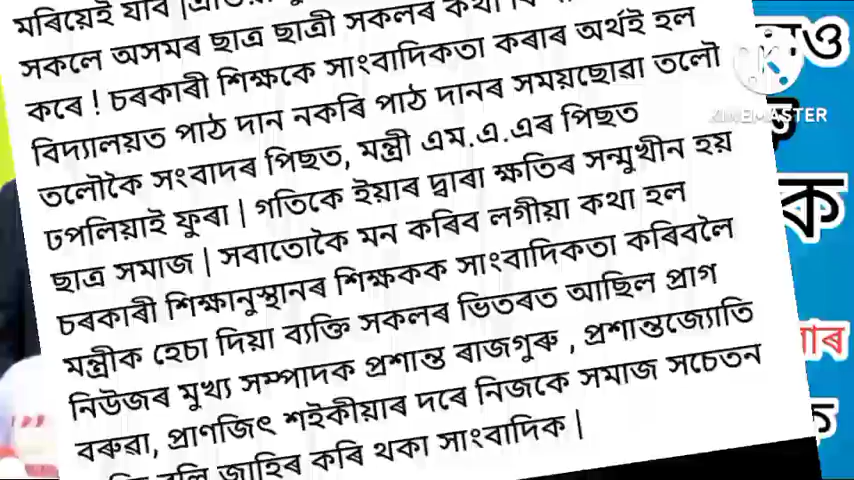 মৰিয়েই যাব |
সকলে অসমৰ ছাত্ৰ ছাত্ৰী সকলৰ কথা
কৰে ! চৰকাৰী শিক্ষকে সাংবাদিকতা কৰাৰ অৰ্থই হল
বিদ্যালয়ত পাঠ দান নকৰি পাঠ দানৰ সময়ছোৱা তলৌ
তলৌকৈ সংবাদৰ পিছত, মন্ত্ৰী এম.এ.এৰ পিছত
ঢপলিয়াই ফুৰা | গতিকে ইয়াৰ দ্বাৰা ক্ষতিৰ সন্মুখীন হয়
ছাত্ৰ সমাজ | সবাতোকৈ মন কৰিব লগীয়া কথা হল
চৰকাৰী শিক্ষানুস্থানৰ শিক্ষকক সাংবাদিকতা কৰিবলৈ
মন্ত্ৰীক হেচা দিয়া ব্যক্তি সকলৰ ভিতৰত আছিল প্ৰাগ
নিউজৰ মুখ্য সম্পাদক প্ৰশান্ত ৰাজগুৰু , প্ৰশান্তজ্যোতি
বৰুৱা, প্ৰাণজিৎ শইকীয়াৰ দৰে নিজকে সমাজ সচেতন
বুলি জাহিৰ কৰি থকা সাংবাদিক |
KINEMASTER